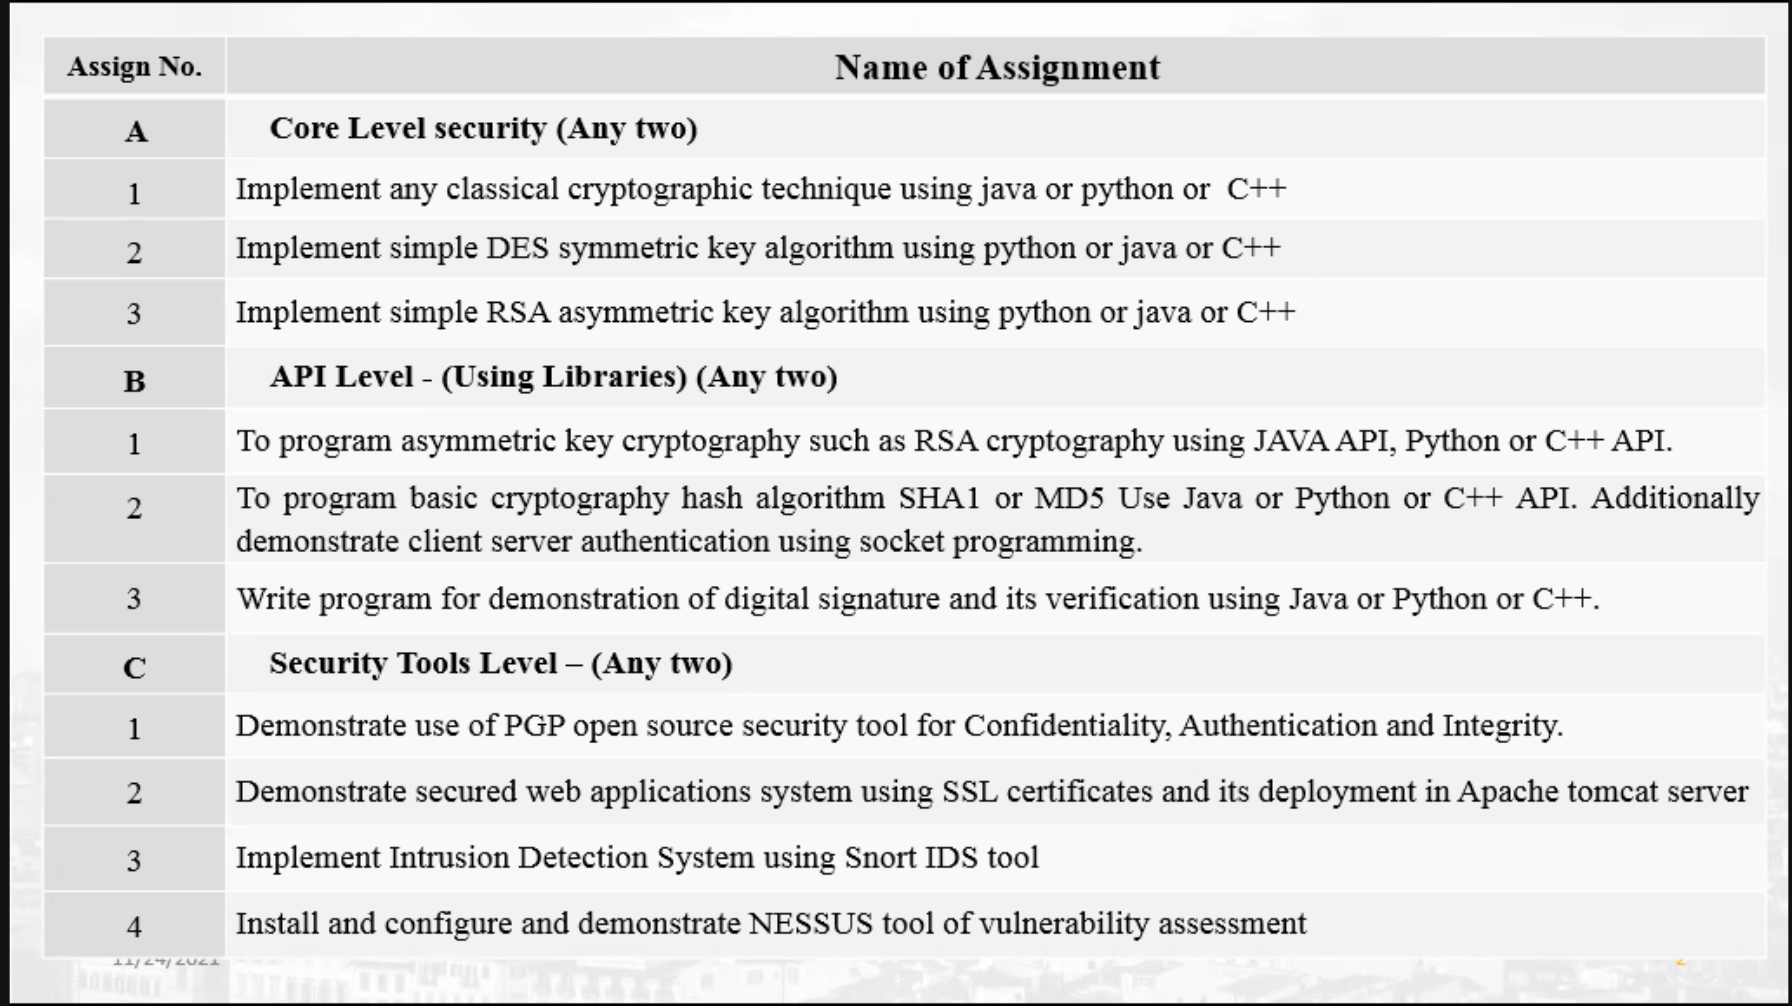 Assign No. Name of Assignment
A Core Level security (Any two)
1 Implement any classical cryptographic technique using java or python or C++
2 Implement simple DES symmetric key algorithm using python or java or C++
3 Implement simple RSA asymmetric key algorithm using python or java or C++
B API Level - (Using Libraries) (Any two)
1 To program asymmetric key cryptography such as RSA cryptography using JAVA API, Python or C++ API.
2 To program basic cryptography hash algorithm SHA1 or MD5 Use Java or Python or C++ API. Additionally
demonstrate client server authentication using socket programming.
3 Write program for demonstration of digital signature and its verification using Java or Python or C++.
C Security Tools Level – (Any two)
1 Demonstrate use of PGP open source security tool for Confidentiality, Authentication and Integrity.
2 Demonstrate secured web applications system using SSL certificates and its deployment in Apache tomcat server
3 Implement Intrusion Detection System using Snort IDS tool
4 Install and configure and demonstrate NESSUS tool of vulnerability assessment
11/24/2021 2